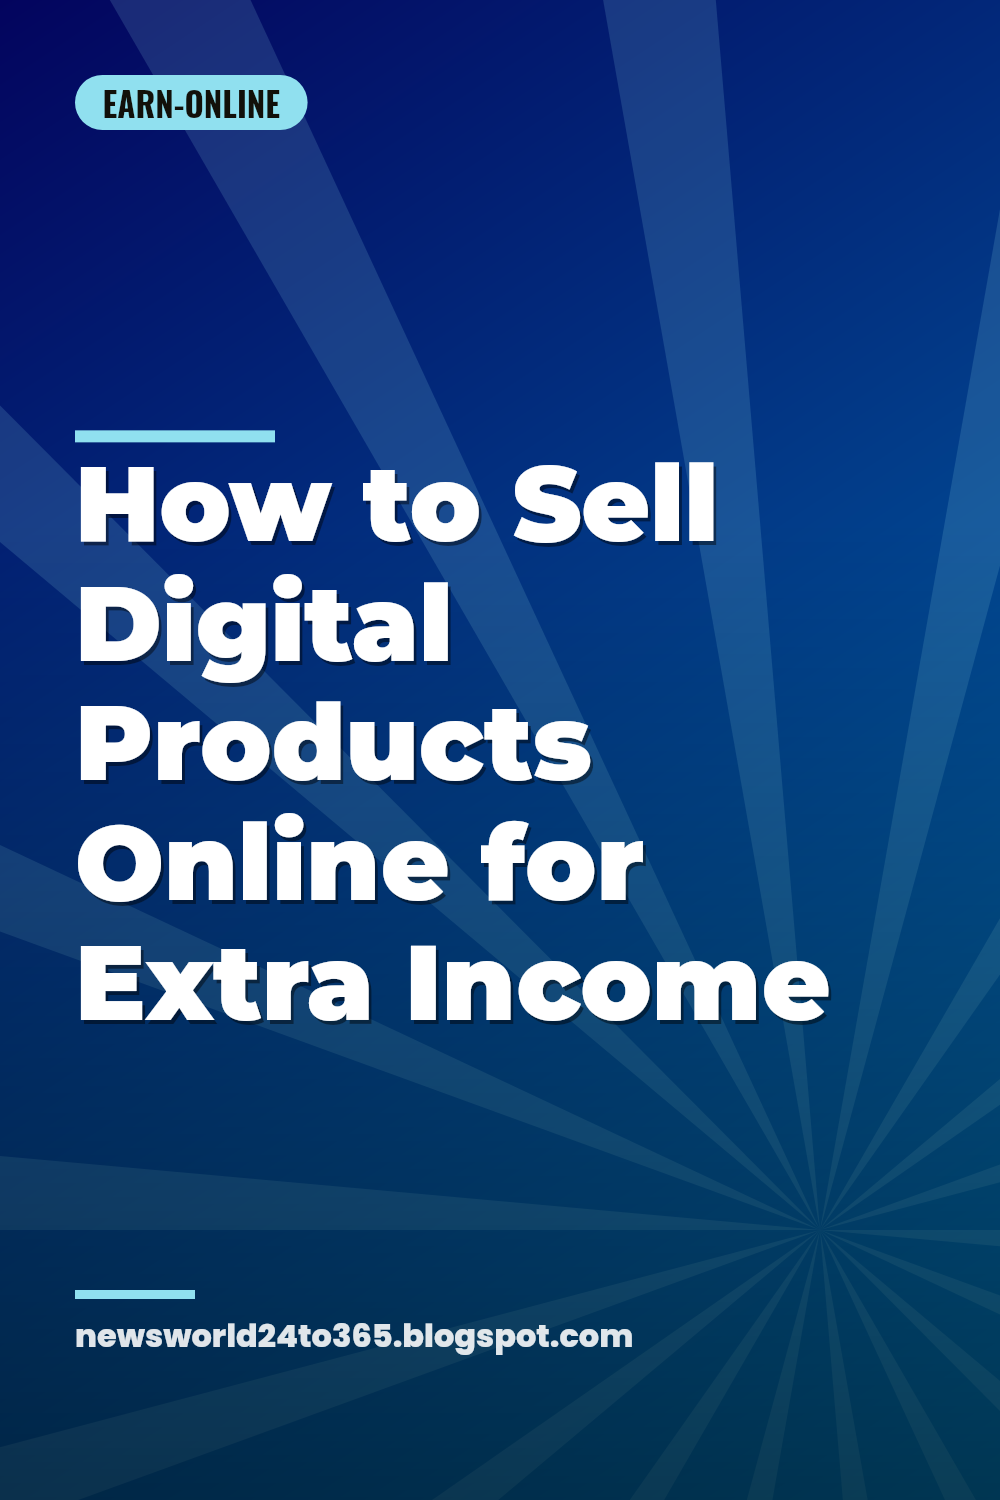 EARN-ONLINE
How to Sell
Digital
Products
Online for
Extra Income
newsworld24to365.blogspot.com